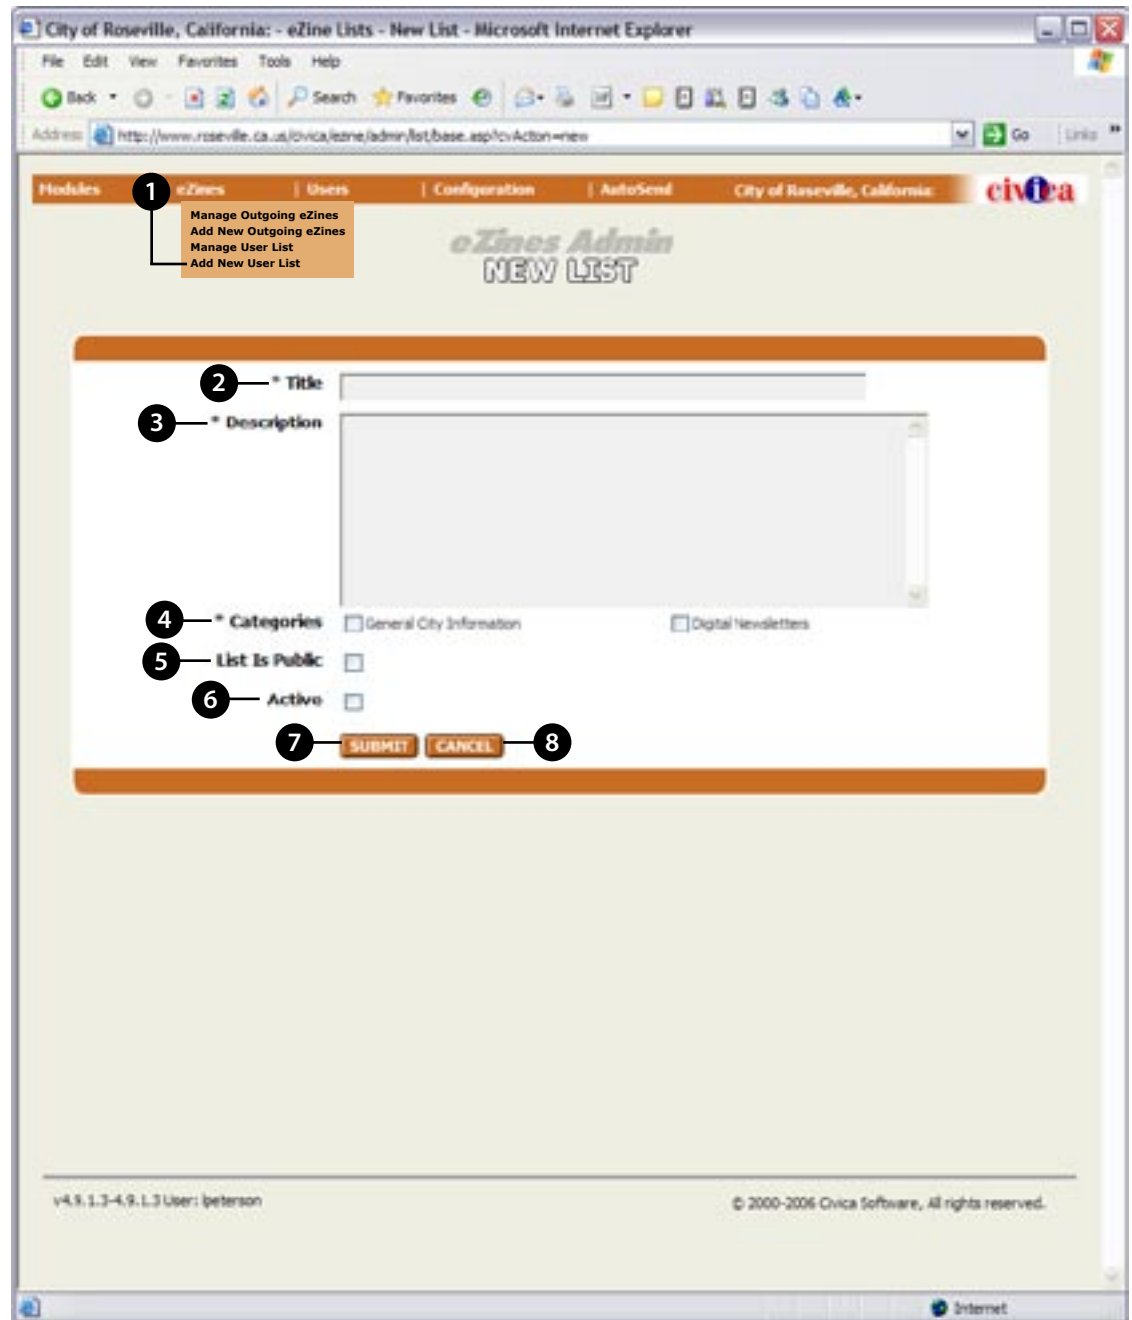 City of Roseville, California: - eZine Lists - New List - Microsoft Internet Explorer
File Edit View Favorites Tools Help
Back Search Favorites
Address http://www.roseville.ca.us/civica/ezine/admin/list/base.asp?cvAction=new Go Links »
Modules eZines | Users | Configuration | AutoSend City of Roseville, California: civica
1
Manage Outgoing eZines
Add New Outgoing eZines
Manage User List
Add New User List
eZines Admin
NEW LIST
2 * Title
3 * Description
4 * Categories General City Information Digital Newsletters
5 List Is Public
6 Active
7 SUBMIT CANCEL 8
v4.9.1.3-4.9.1.3 User: lpeterson © 2000-2006 Civica Software, All rights reserved.
Internet